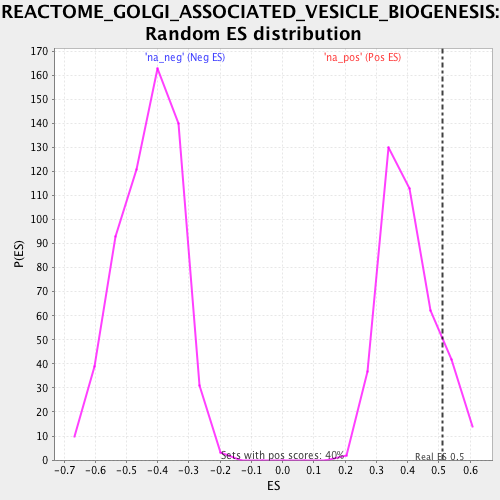 REACTOME_GOLGI_ASSOCIATED_VESICLE_BIOGENESIS:
Random ES distribution
'na_neg' (Neg ES) 'na_pos' (Pos ES)
170
160
150
140
130
120
110
100
90
80
70
60
50
40
30
20
10
0
P(ES)
Sets with pos scores: 40%
Real ES 0.5
-0.7 -0.6 -0.5 -0.4 -0.3 -0.2 -0.1 0.0 0.1 0.2 0.3 0.4 0.5 0.6
ES